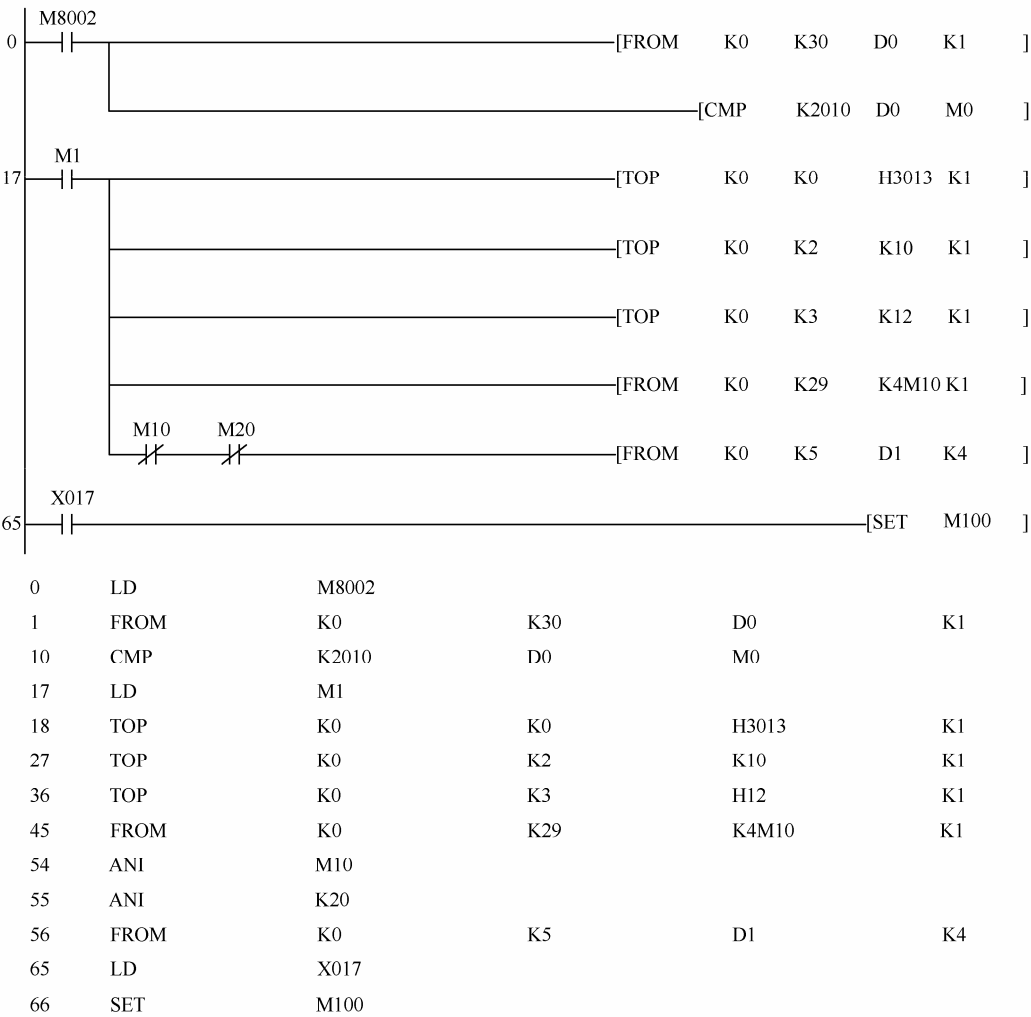 M8002
0 [FROM K0 K30 D0 K1 ]
[CMP K2010 D0 M0 ]
M1
17 [TOP K0 K0 H3013 K1 ]
[TOP K0 K2 K10 K1 ]
[TOP K0 K3 K12 K1 ]
[FROM K0 K29 K4M10 K1 ]
M10 M20
[FROM K0 K5 D1 K4 ]
X017
65 [SET M100 ]
0 LD M8002
1 FROM K0 K30 D0 K1
10 CMP K2010 D0 M0
17 LD M1
18 TOP K0 K0 H3013 K1
27 TOP K0 K2 K10 K1
36 TOP K0 K3 H12 K1
45 FROM K0 K29 K4M10 K1
54 ANI M10
55 ANI K20
56 FROM K0 K5 D1 K4
65 LD X017
66 SET M100